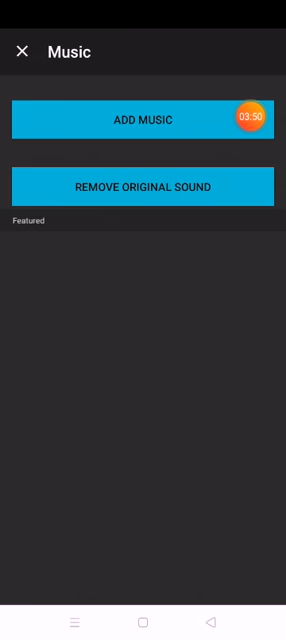 Music
ADD MUSIC
03:50
REMOVE ORIGINAL SOUND
Featured